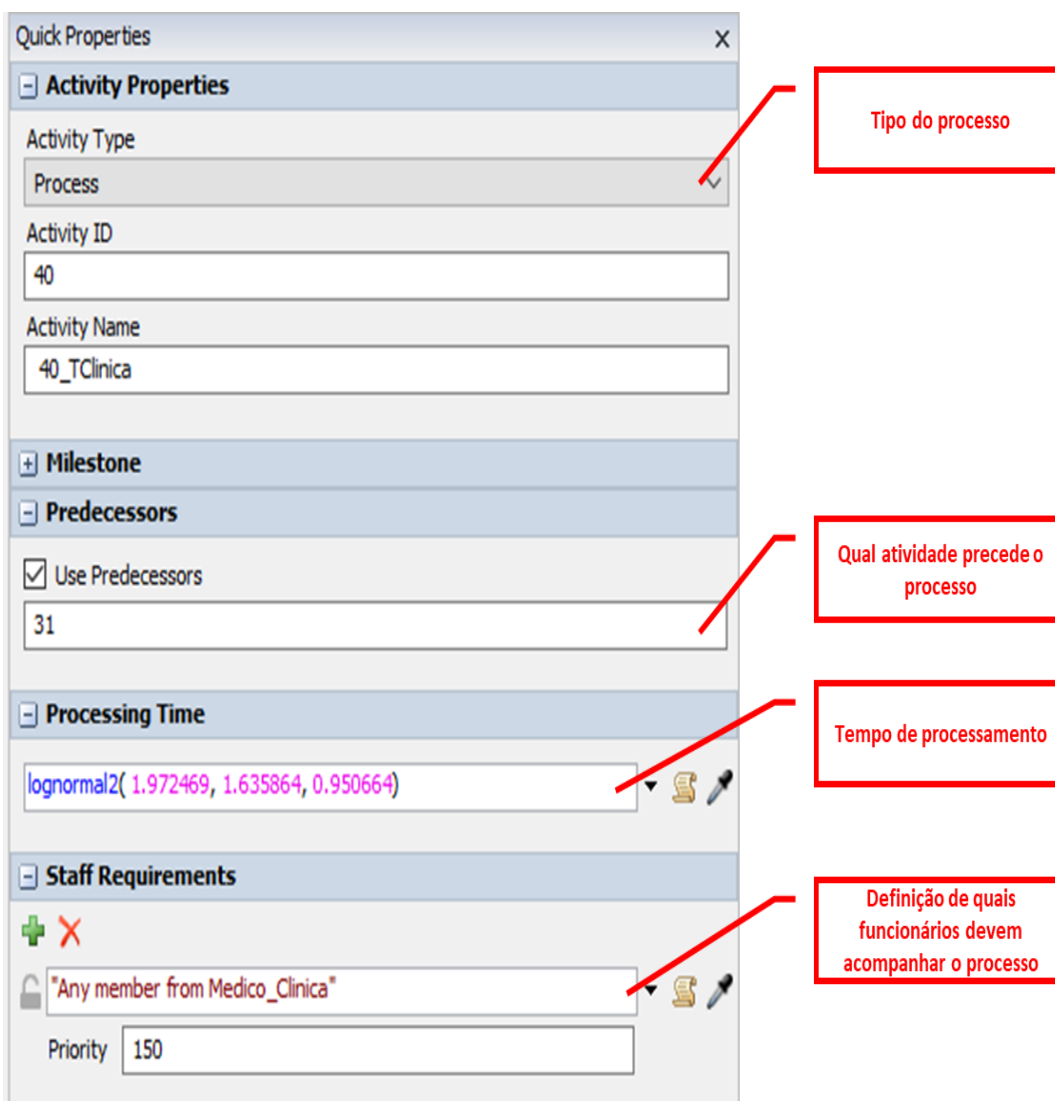 Quick Properties
Activity Properties
Activity Type
Process
Activity ID
40
Activity Name
40_TClinica
Milestone
Predecessors
Use Predecessors
31
Processing Time
lognormal2( 1.972469, 1.635864, 0.950664)
Staff Requirements
"Any member from Medico_Clinica"
Priority 150
Tipo do processo
Qual atividade precede o
processo
Tempo de processamento
Definição de quais
funcionários devem
acompanhar o processo